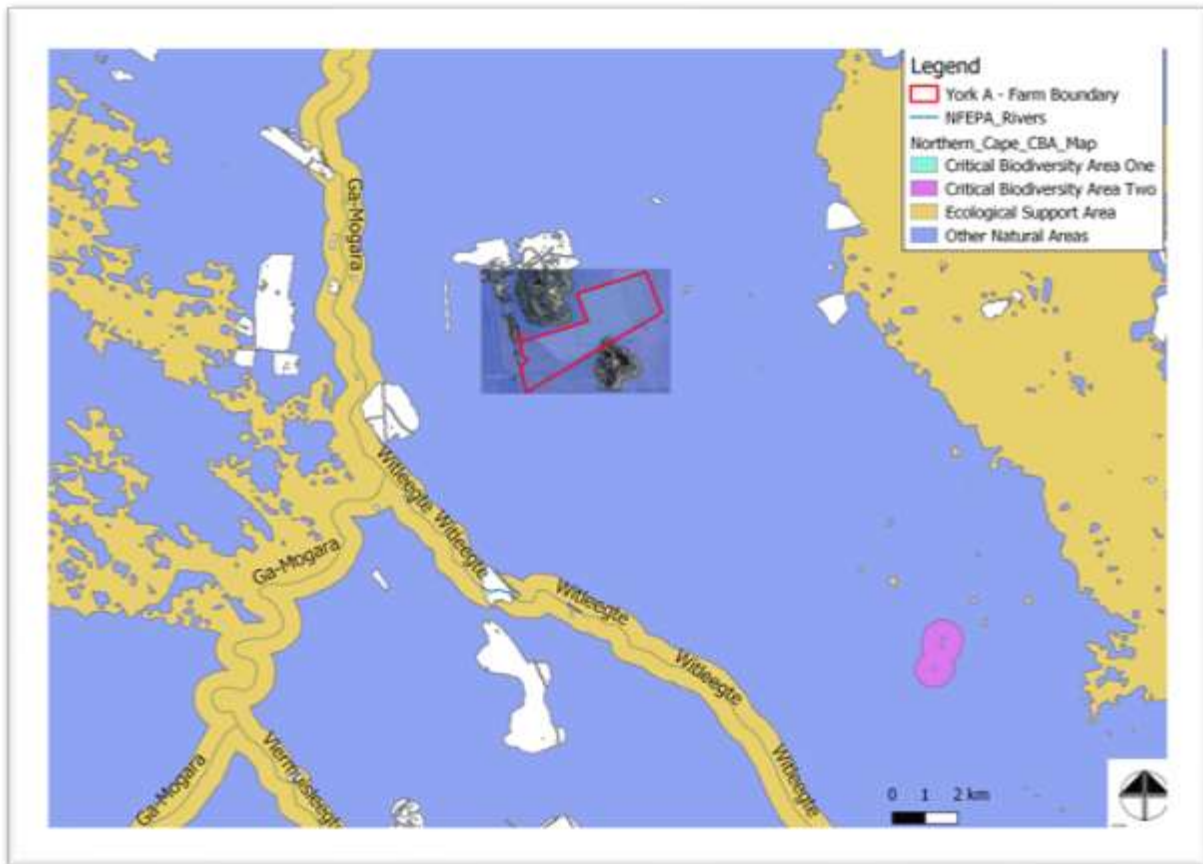 Legend
York A - Farm Boundary
NFEPA_Rivers
Northern_Cape_CBA_Map
Critical Biodiversity Area One
Critical Biodiversity Area Two
Ecological Support Area
Other Natural Areas
Ga-Mogara
Witleegte Witleegte
Ga-Mogara
Witleegte
Witleegte
Witleegte
Ga-Mogara
Viermuisleegte
0 1 2 km